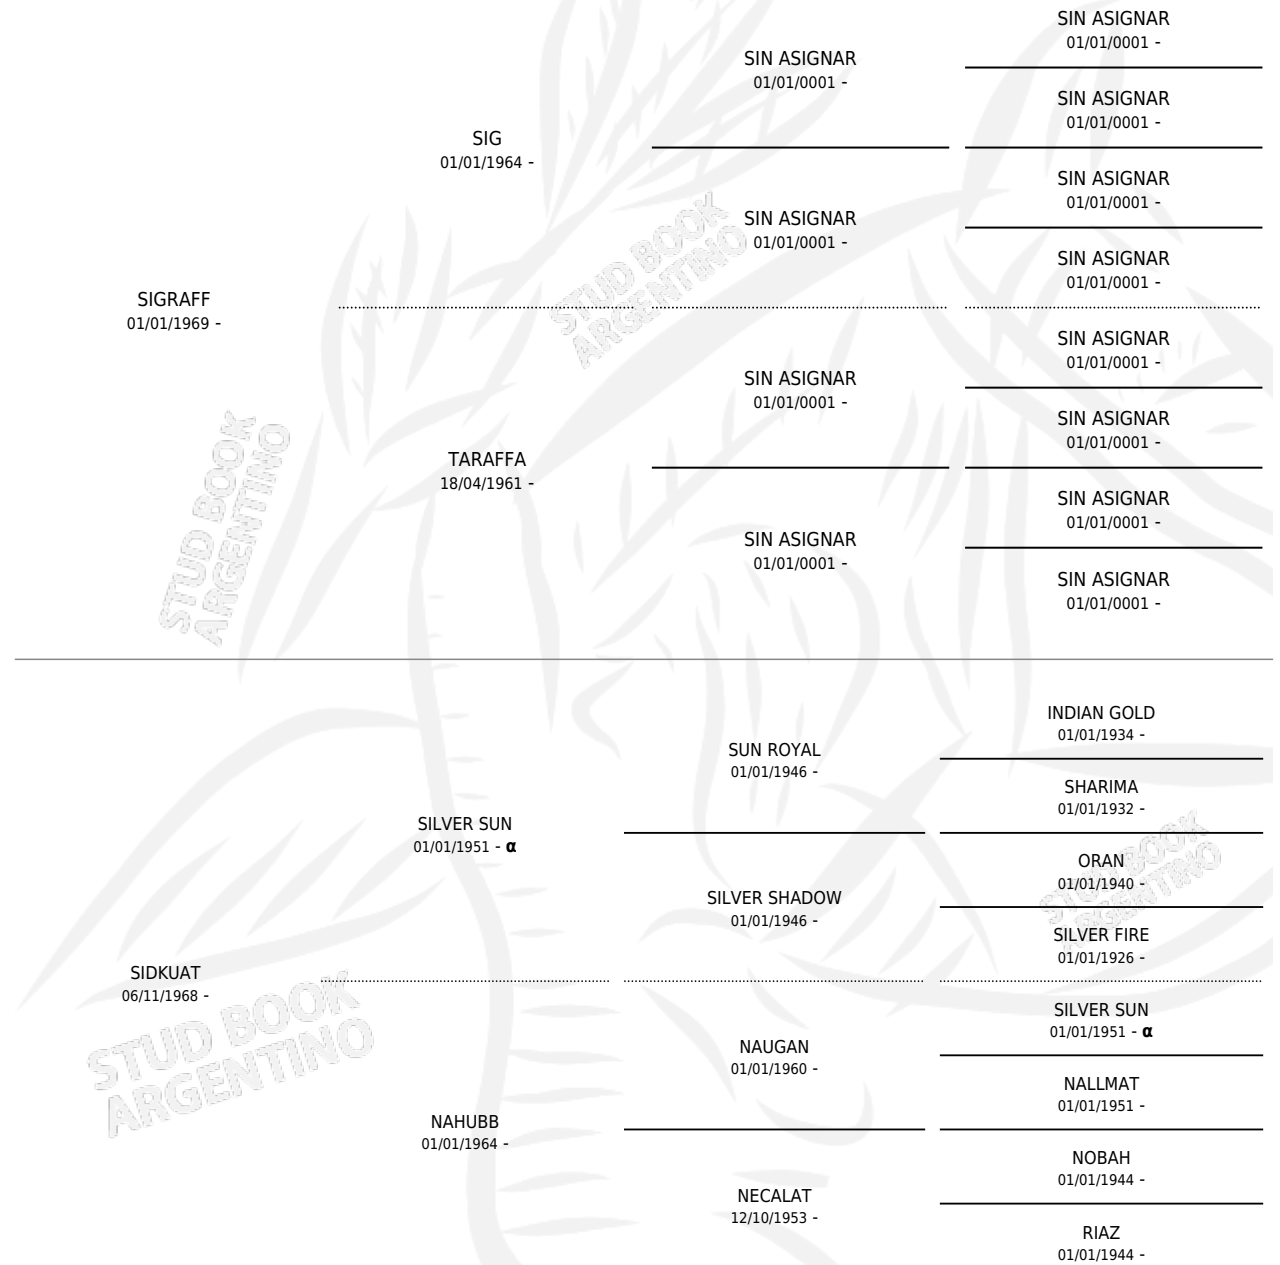 SIN ASIGNAR
01/01/0001 -
SIN ASIGNAR
01/01/0001 -
SIN ASIGNAR
01/01/0001 -
SIG
01/01/1964 -
SIN ASIGNAR
01/01/0001 -
SIN ASIGNAR
01/01/0001 -
SIN ASIGNAR
01/01/0001 -
SIGRAFF
01/01/1969 -
SIN ASIGNAR
01/01/0001 -
SIN ASIGNAR
01/01/0001 -
SIN ASIGNAR
01/01/0001 -
TARAFFA
18/04/1961 -
SIN ASIGNAR
01/01/0001 -
SIN ASIGNAR
01/01/0001 -
SIN ASIGNAR
01/01/0001 -
STUD BOOK
ARGENTINO
STUD BOOK
ARGENTINO
INDIAN GOLD
01/01/1934 -
SUN ROYAL
01/01/1946 -
SHARIMA
01/01/1932 -
SILVER SUN
01/01/1951 - α
ORAN
01/01/1940 -
SILVER SHADOW
01/01/1946 -
SILVER FIRE
01/01/1926 -
SIDKUAT
06/11/1968 -
SILVER SUN
01/01/1951 - α
NAUGAN
01/01/1960 -
NALLMAT
01/01/1951 -
NAHUBB
01/01/1964 -
NOBAH
01/01/1944 -
NECALAT
12/10/1953 -
RIAZ
01/01/1944 -
STUD BOOK
ARGENTINO
STUD BOOK
ARGENTINO